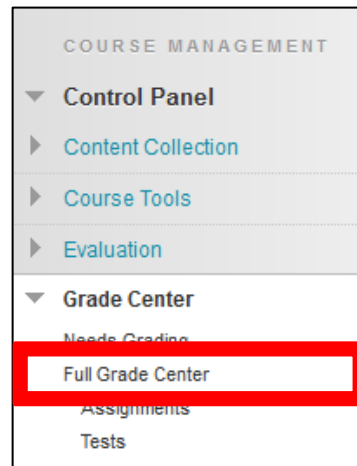 COURSE MANAGEMENT
Control Panel
Content Collection
Course Tools
Evaluation
Grade Center
Needs Grading
Full Grade Center
Assignments
Tests